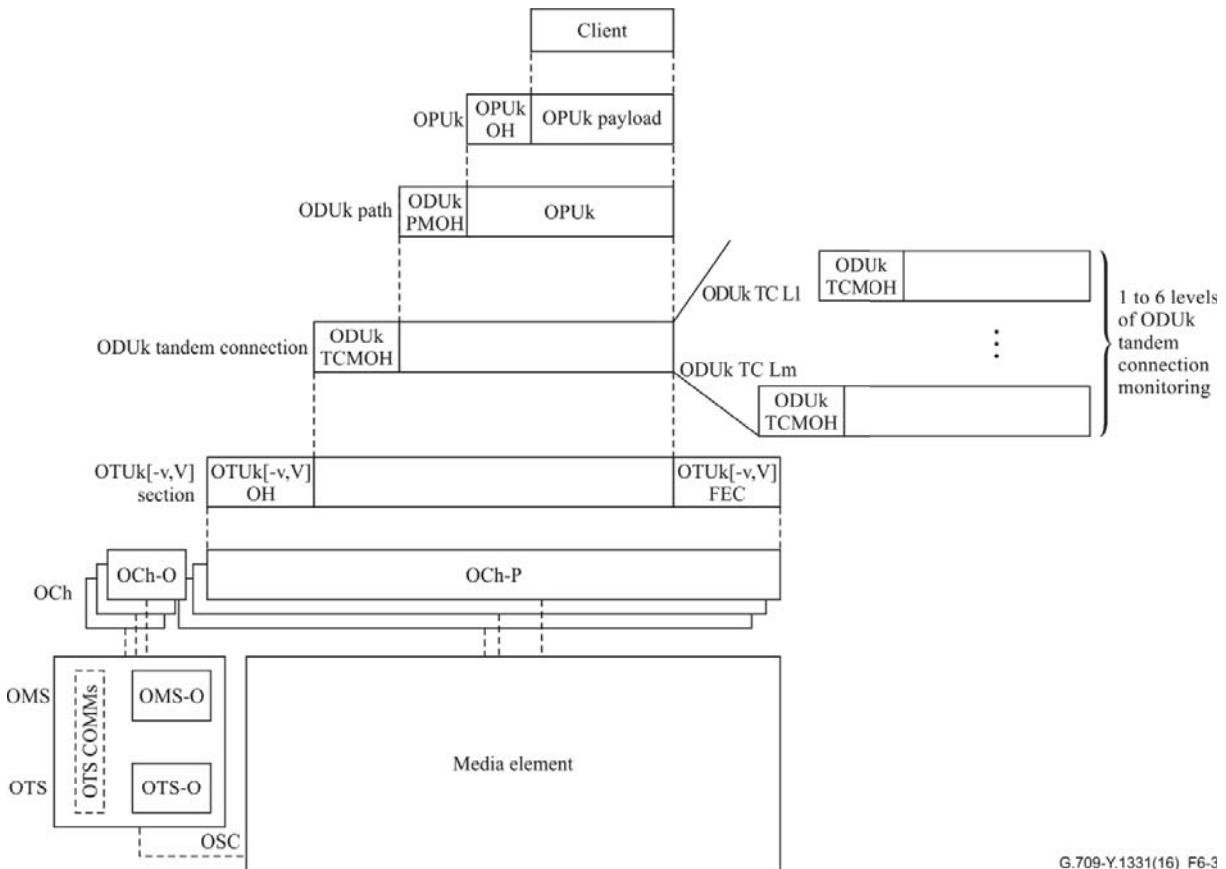 Client
OPUk
OPUk
OH
OPUk payload
ODUk path
ODUk
PMOH
OPUk
ODUk TC L1
ODUk
TCMOH
1 to 6 levels
of ODUk
tandem
connection
monitoring
ODUk tandem connection
ODUk
TCMOH
ODUk TC Lm
ODUk
TCMOH
OTUk[-v,V]
section
OTUk[-v,V]
OH
OTUk[-v,V]
FEC
OCh
OCh-O
OCh-P
OMS
OTS COMMs
OMS-O
OTS
OTS-O
Media element
OSC
G.709-Y.1331(16)_F6-3